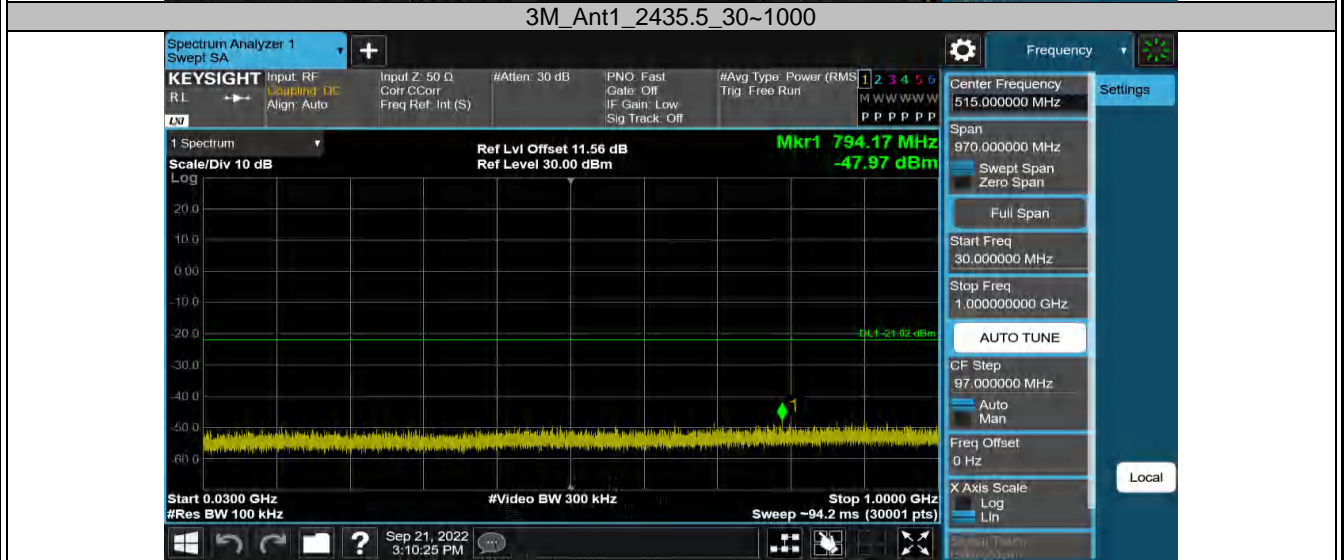 3M_Ant1_2435.5_30~1000
Spectrum Analyzer 1
Swept SA
Frequency
KEYSIGHT
RL
LXI
Input: RF
Coupling: DC
Align: Auto
Input Z: 50 Ω
Corr CCorr
Freq Ref: Int (S)
#Atten: 30 dB
PNO: Fast
Gate: Off
IF Gain: Low
Sig Track: Off
#Avg Type: Power (RMS
Trig: Free Run
1 2 3 4 5 6
M W W W W W
P P P P P P
1 Spectrum
Scale/Div 10 dB
Log
Ref Lvl Offset 11.56 dB
Ref Level 30.00 dBm
Mkr1 794.17 MHz
-47.97 dBm
20.0
10.0
0.00
-10.0
-20.0
-30.0
-40.0
-50.0
-60.0
DL1 -21.02 dBm
1
Start 0.0300 GHz
#Res BW 100 kHz
#Video BW 300 kHz
Stop 1.0000 GHz
Sweep ~94.2 ms (30001 pts)
Sep 21, 2022
3:10:25 PM
Center Frequency
515.000000 MHz
Settings
Span
970.000000 MHz
Swept Span
Zero Span
Full Span
Start Freq
30.000000 MHz
Stop Freq
1.000000000 GHz
AUTO TUNE
CF Step
97.000000 MHz
Auto
Man
Freq Offset
0 Hz
X Axis Scale
Log
Lin
Local